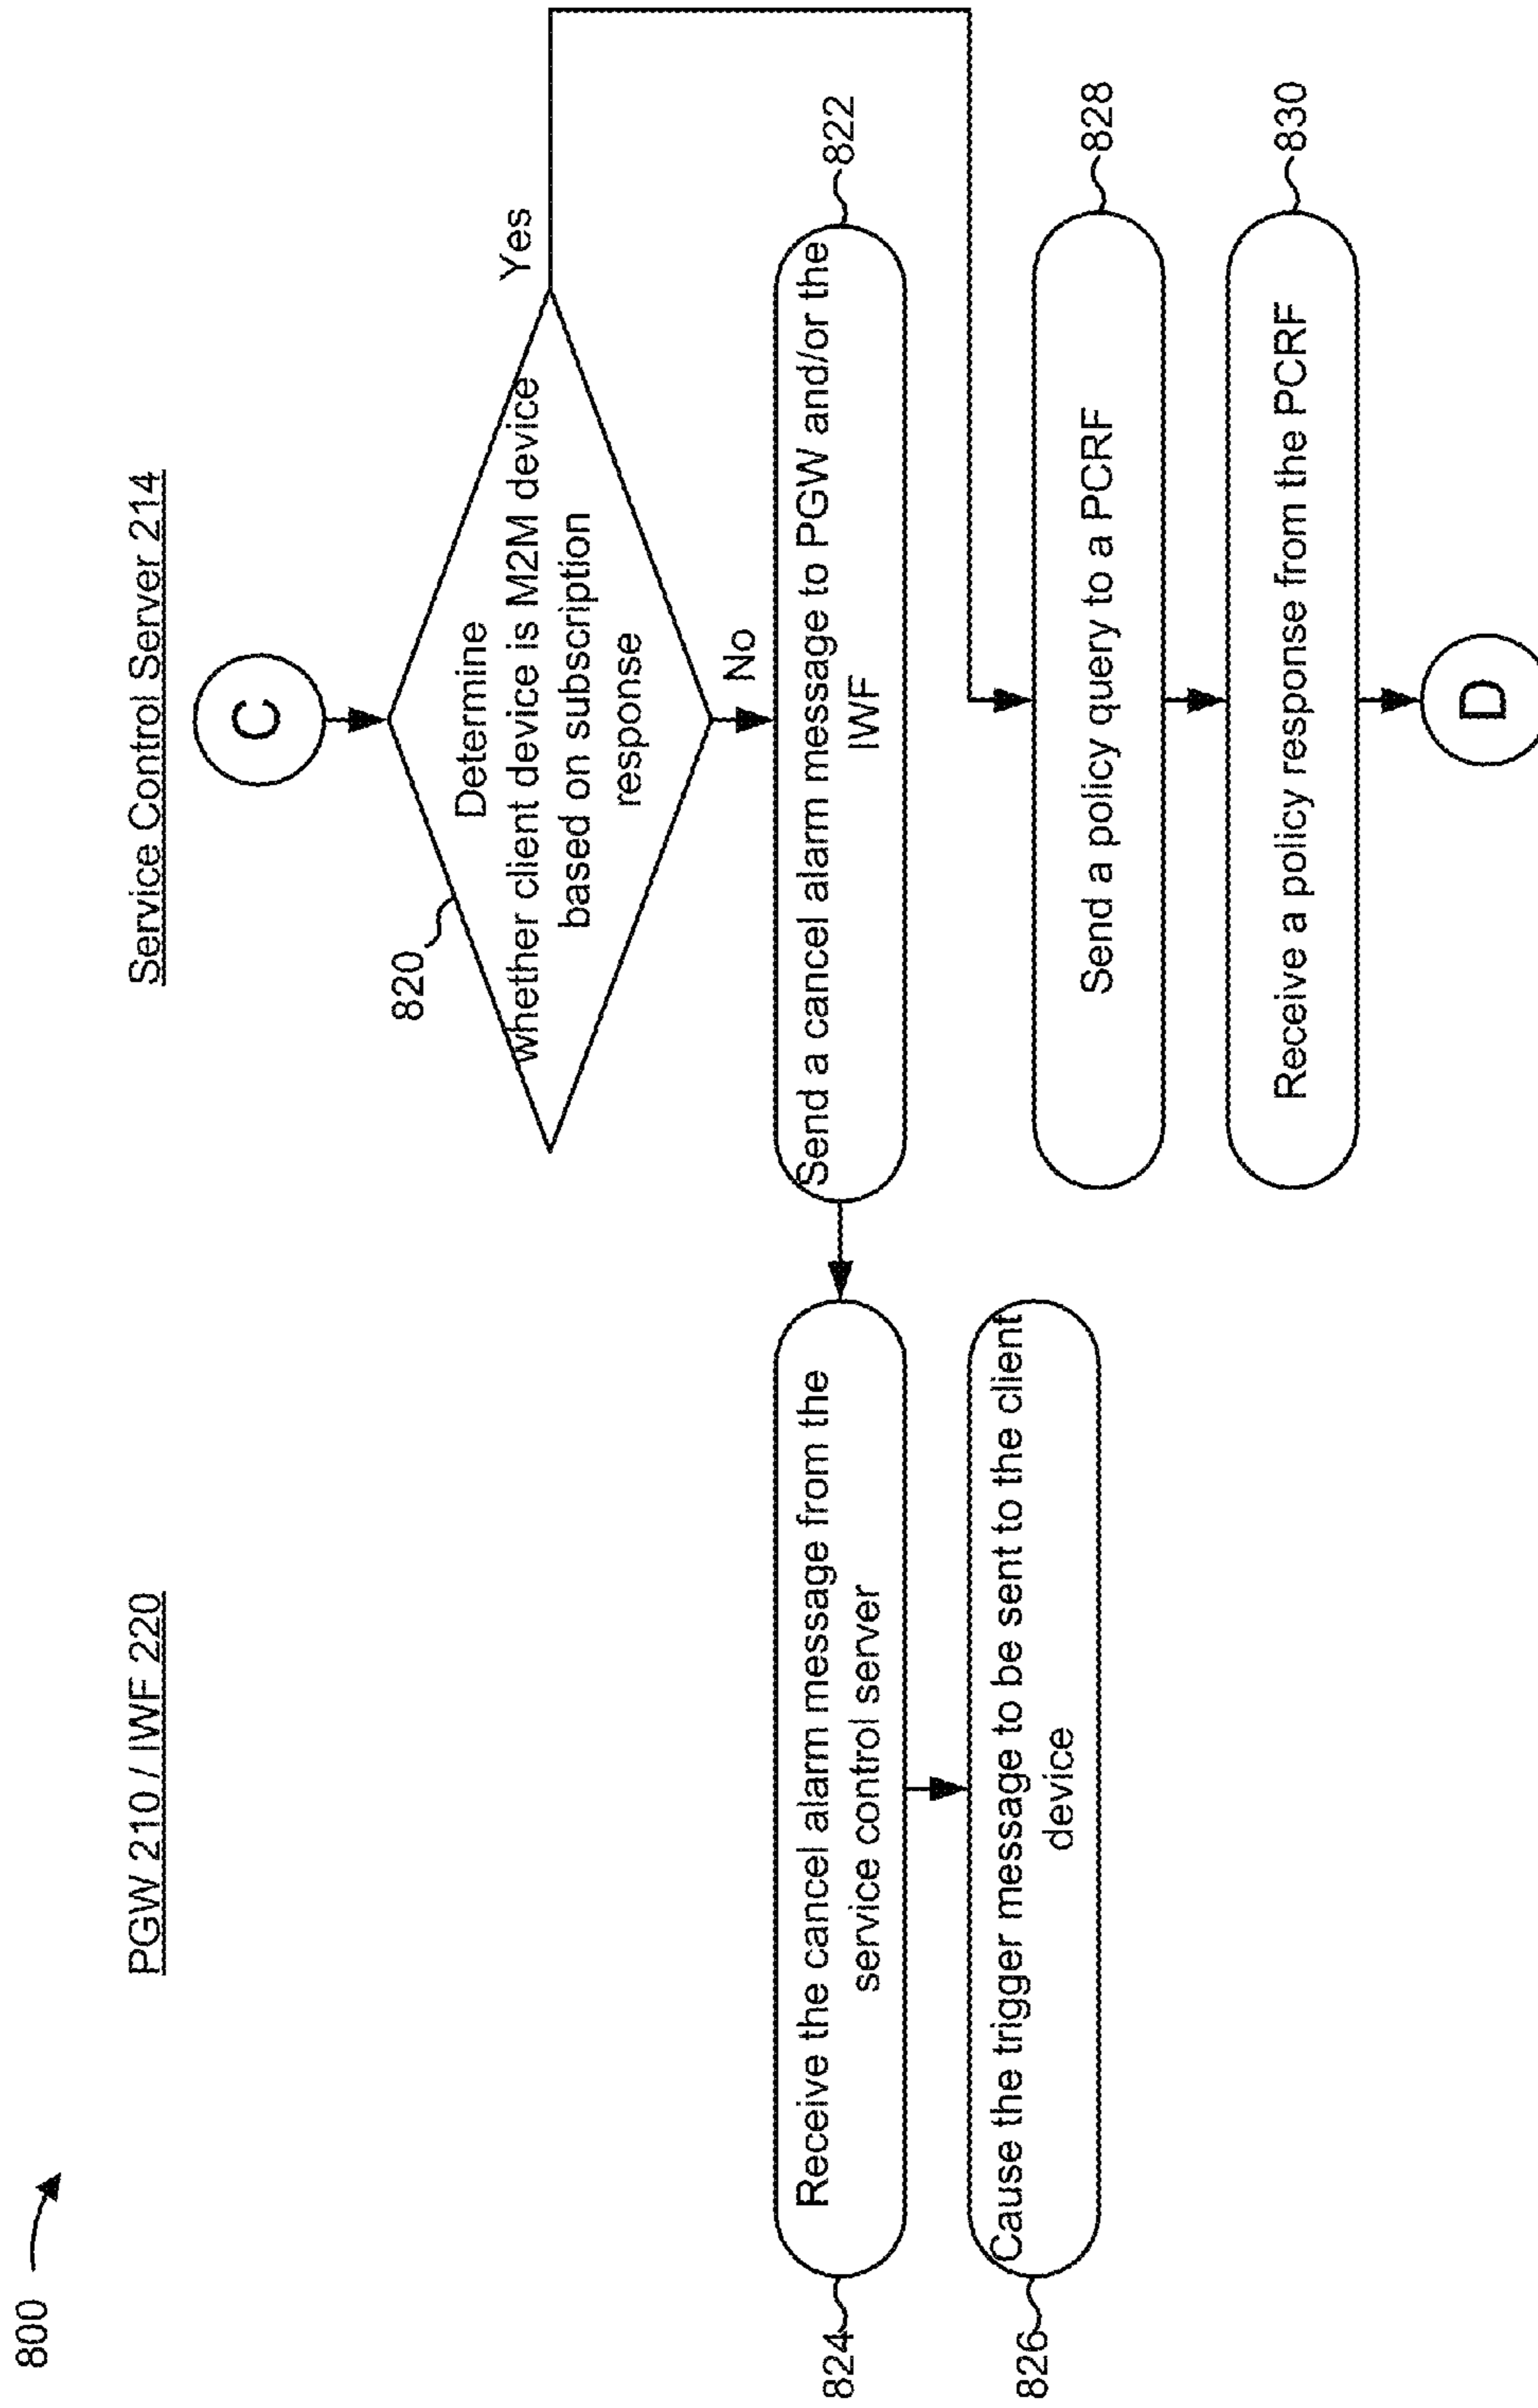 800
PGW 210 / IWF 220
Service Control Server 214
C
820
Determine
whether client device is M2M device
based on subscription
response
Yes
No
Send a cancel alarm message to PGW and/or the
IWF
822
Receive the cancel alarm message from the
service control server
824
Cause the trigger message to be sent to the client
device
826
Send a policy query to a PCRF
828
Receive a policy response from the PCRF
830
D